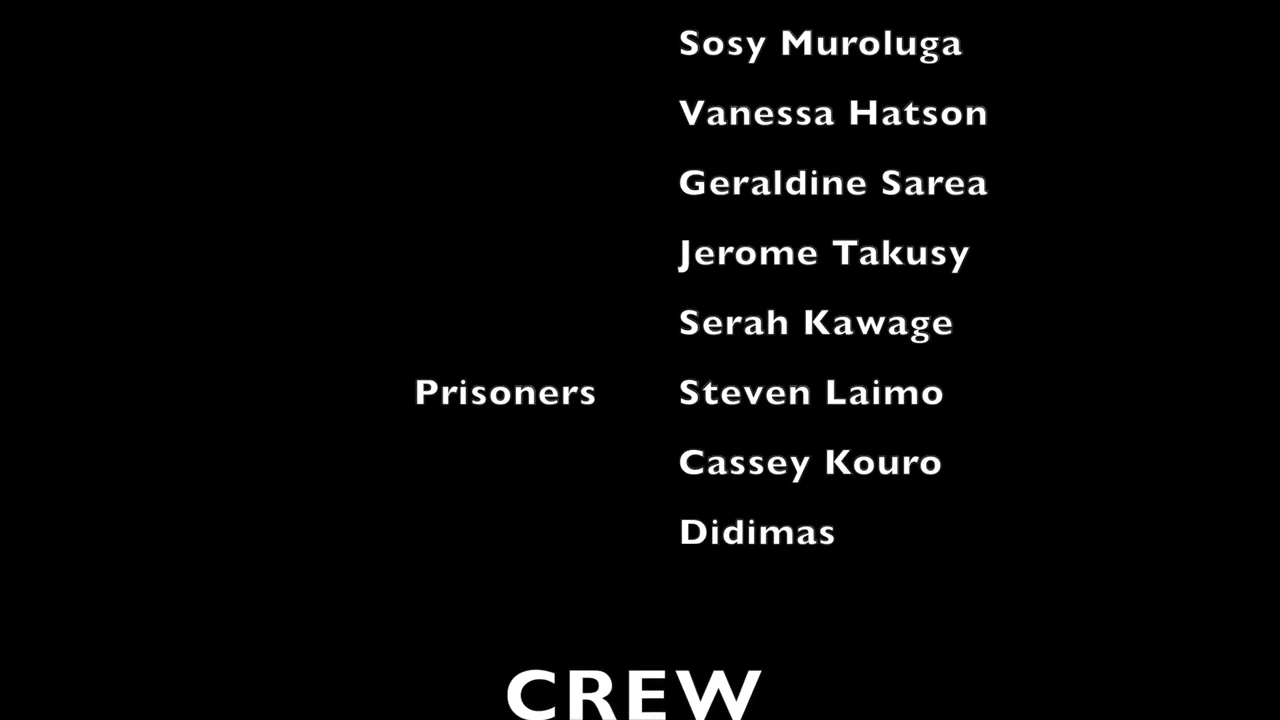 Sosy Muroluga
Vanessa Hatson
Geraldine Sarea
Jerome Takusy
Serah Kawage
Prisoners Steven Laimo
Cassey Kouro
Didimas
CREW